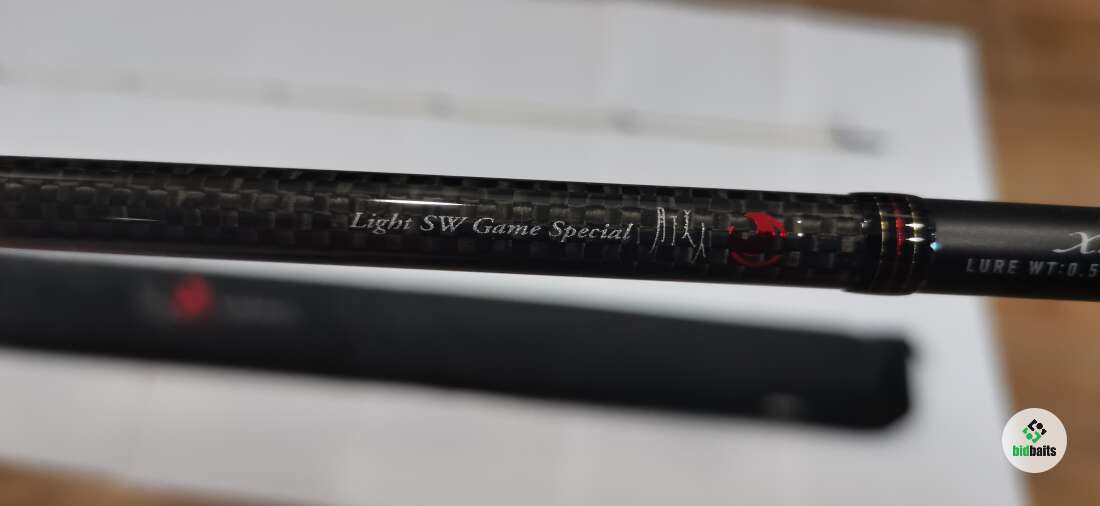 Light SW Game Special
LURE WT:0.5
bidbaits